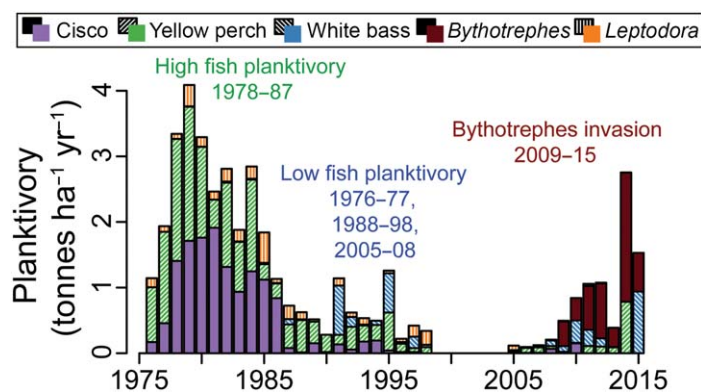 Cisco Yellow perch White bass Bythotrephes Leptodora
High fish planktivory
1978–87
Bythotrephes invasion
2009–15
Low fish planktivory
1976–77,
1988–98,
2005–08
Planktivory
(tonnes ha⁻¹ yr⁻¹)
4
3
2
1
0
1975 1985 1995 2005 2015